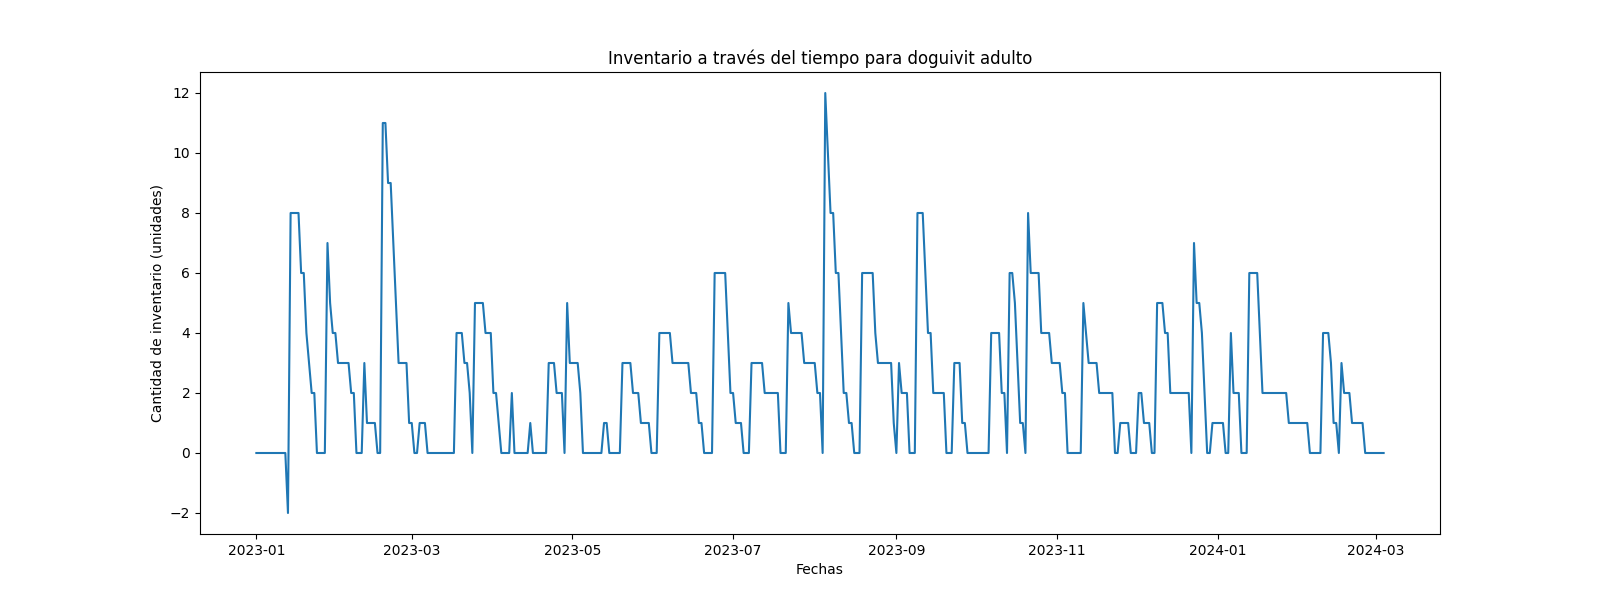 Inventario a través del tiempo para doguivit adulto
Cantidad de inventario (unidades)
12
10
8
6
4
2
0
−2
2023-01 2023-03 2023-05 2023-07 2023-09 2023-11 2024-01 2024-03
Fechas